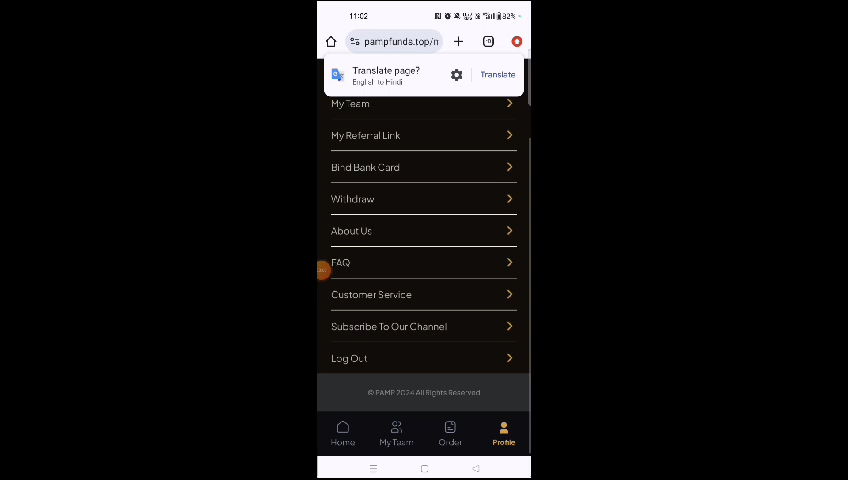 11:02
82%
pampfunds.top/m
Translate page?
English to Hindi
Translate
My Team
My Referral Link
Bind Bank Card
Withdraw
About Us
FAQ
Customer Service
Subscribe To Our Channel
Log Out
© PAMP 2024 All Rights Reserved
Home
My Team
Order
Profile